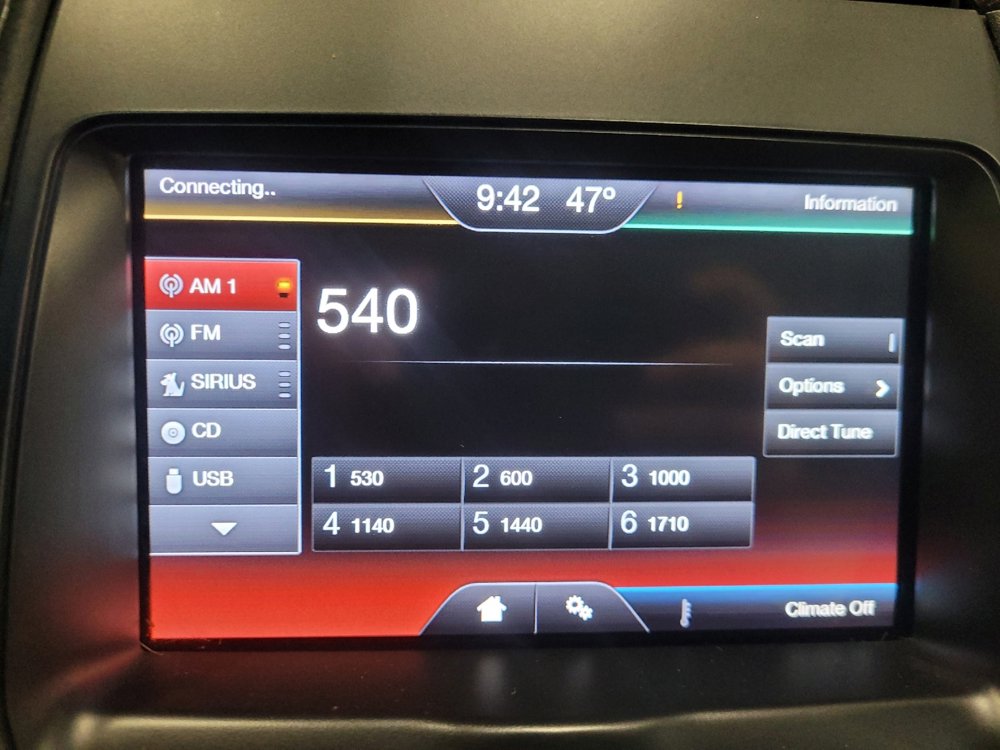 Connecting.. 9:42 47° ! Information
AM 1
540
FM
Scan
SIRIUS
Options
CD
Direct Tune
USB
1 530 2 600 3 1000
4 1140 5 1440 6 1710
Climate Off